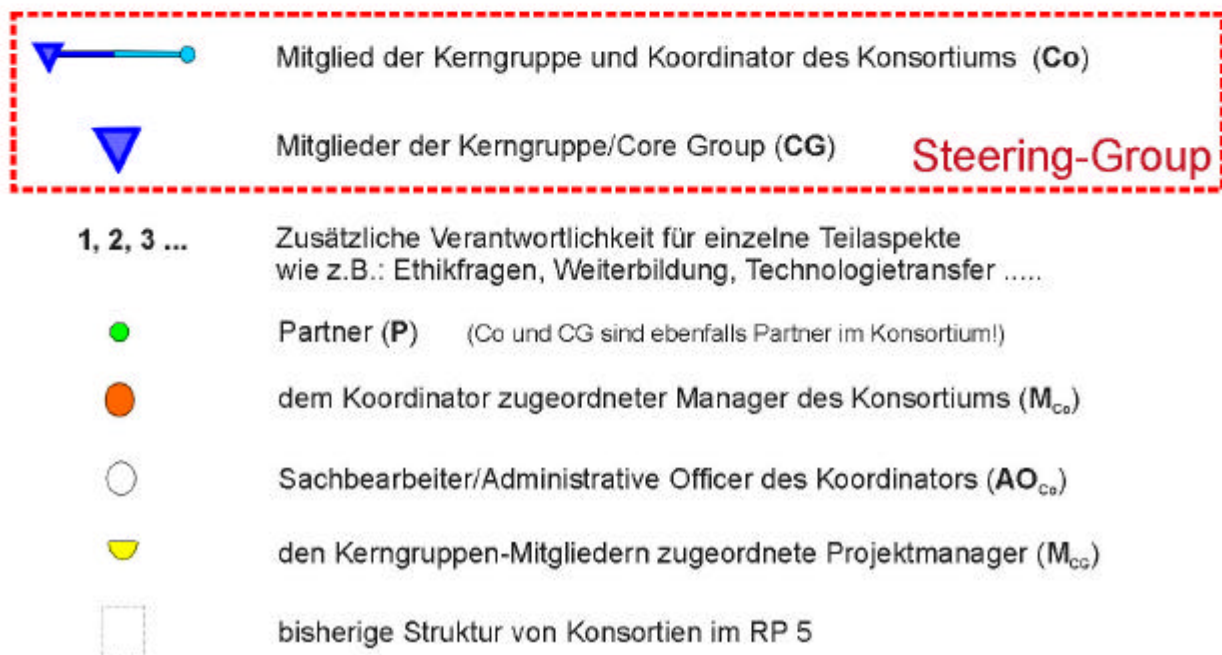 Mitglied der Kerngruppe und Koordinator des Konsortiums (Co)
Mitglieder der Kerngruppe/Core Group (CG)
Steering-Group
1, 2, 3 ... Zusätzliche Verantwortlichkeit für einzelne Teilaspekte
wie z.B.: Ethikfragen, Weiterbildung, Technologietransfer .....
Partner (P) (Co und CG sind ebenfalls Partner im Konsortium!)
dem Koordinator zugeordneter Manager des Konsortiums (M_Co)
Sachbearbeiter/Administrative Officer des Koordinators (AO_Co)
den Kerngruppen-Mitgliedern zugeordnete Projektmanager (M_CG)
bisherige Struktur von Konsortien im RP 5